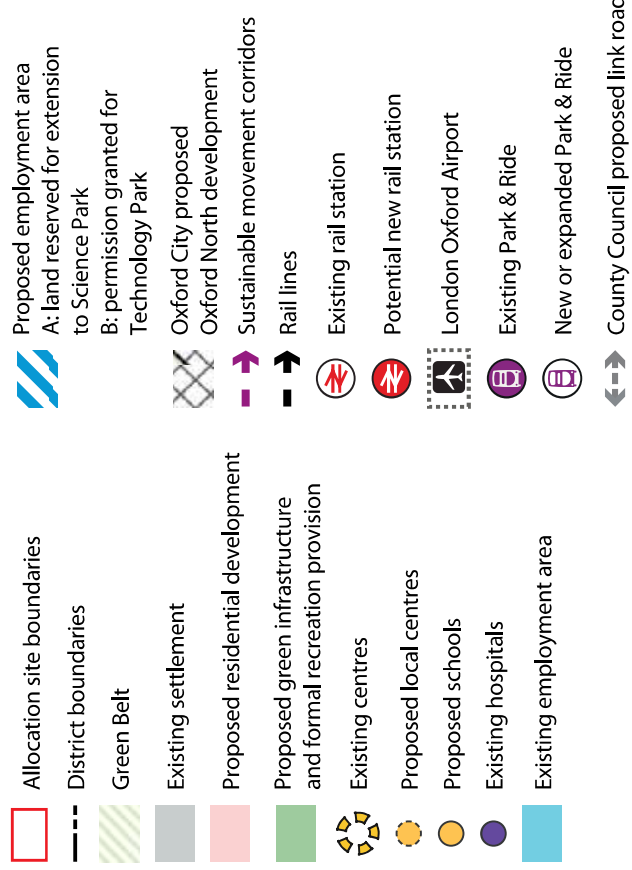 Allocation site boundaries
District boundaries
Green Belt
Existing settlement
Proposed residential development
Proposed green infrastructure
and formal recreation provision
Existing centres
Proposed local centres
Proposed schools
Existing hospitals
Existing employment area
Proposed employment area
A: land reserved for extension
to Science Park
B: permission granted for
Technology Park
Oxford City proposed
Oxford North development
Sustainable movement corridors
Rail lines
Existing rail station
Potential new rail station
London Oxford Airport
Existing Park & Ride
New or expanded Park & Ride
County Council proposed link road